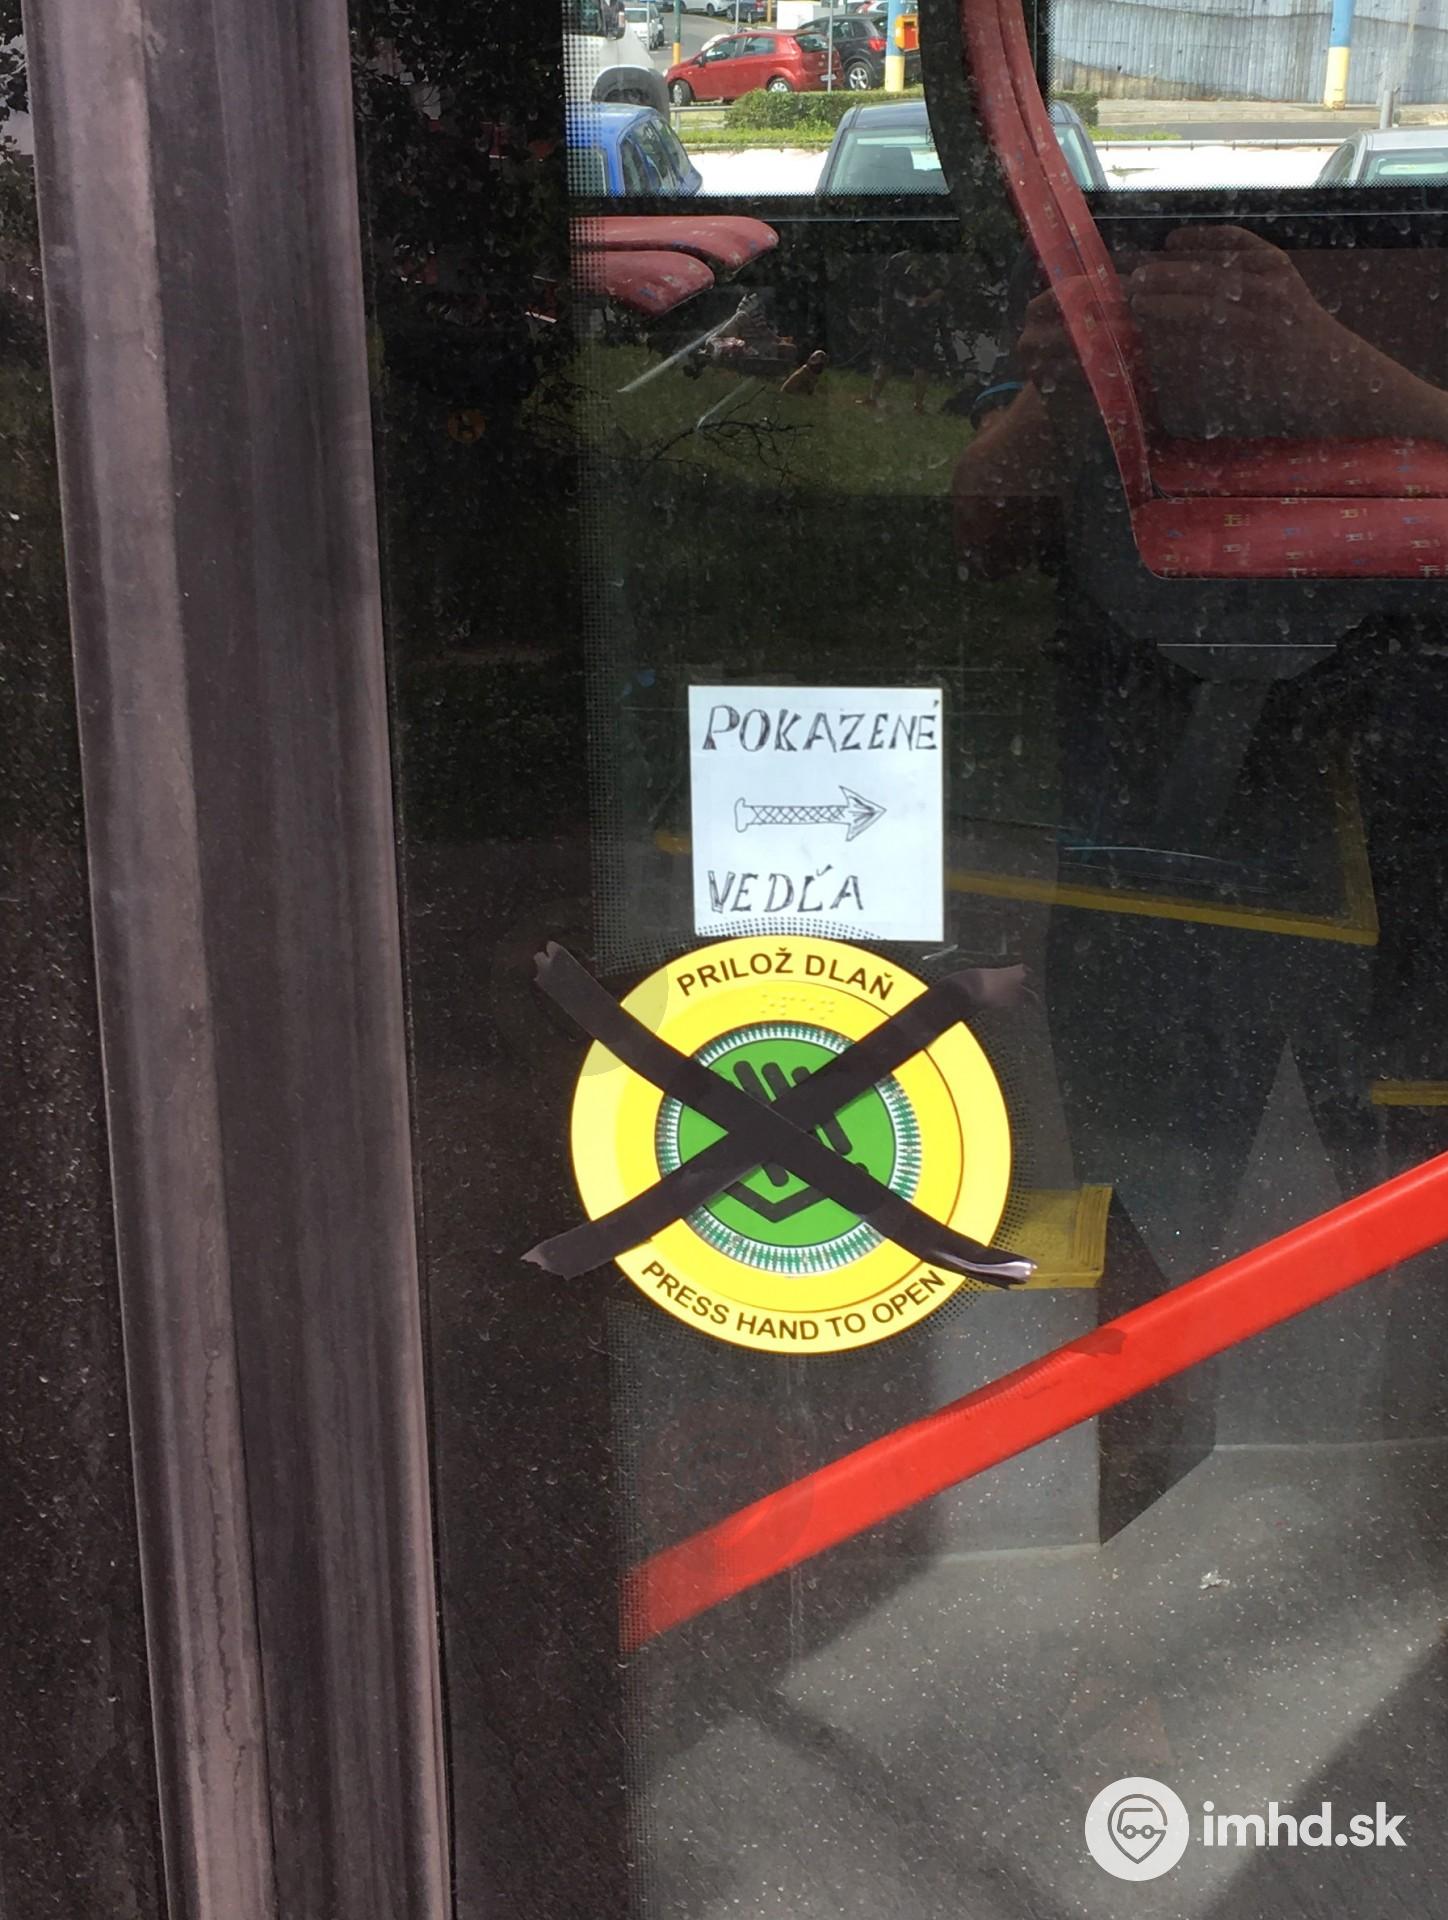 POKAZENÉ
VEDĽA
PRILOŽ DLAŇ
PRESS HAND TO OPEN
imhd.sk